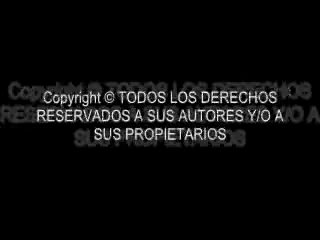 Copyright © TODOS LOS DERECHOS
RESERVADOS A SUS AUTORES Y/O A
SUS PROPIETARIOS